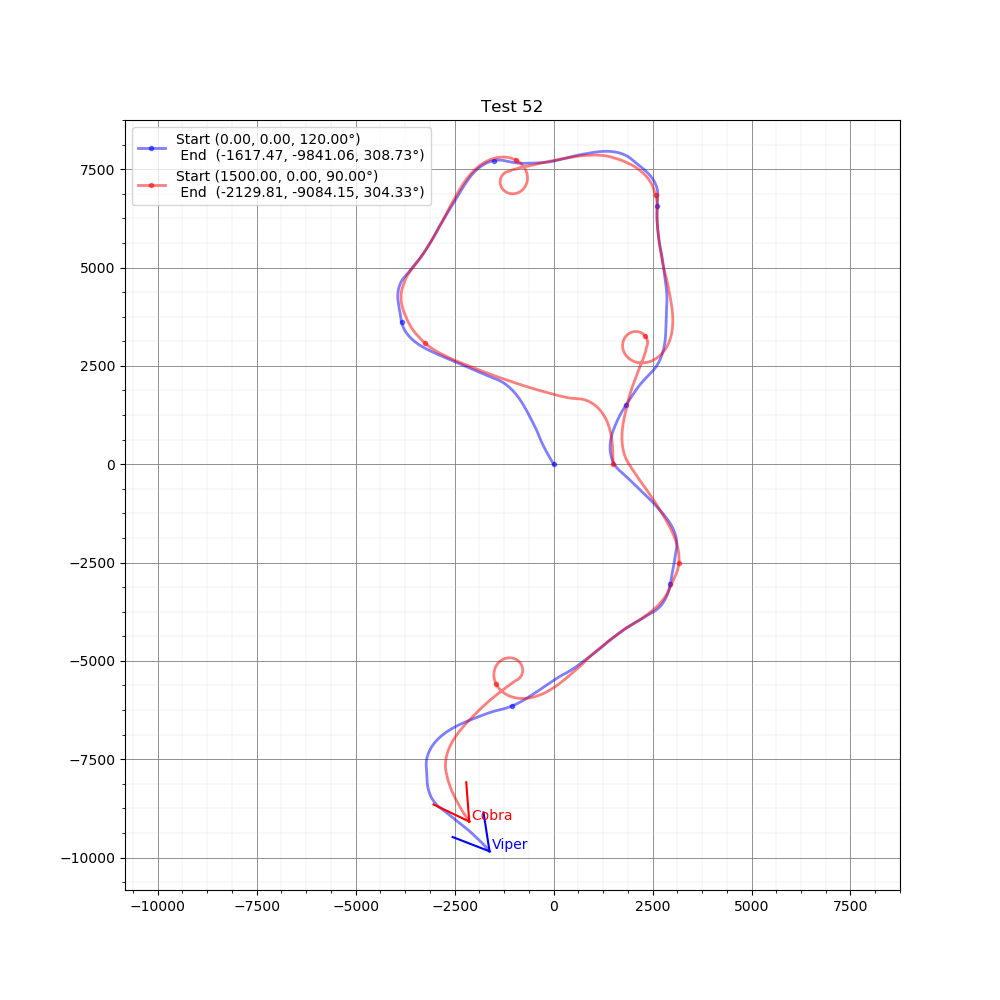 Test 52
Start (0.00, 0.00, 120.00°)
End  (-1617.47, -9841.06, 308.73°)
Start (1500.00, 0.00, 90.00°)
End  (-2129.81, -9084.15, 304.33°)
7500
5000
2500
0
−2500
−5000
−7500
−10000
Cobra
Viper
−10000 −7500 −5000 −2500 0 2500 5000 7500